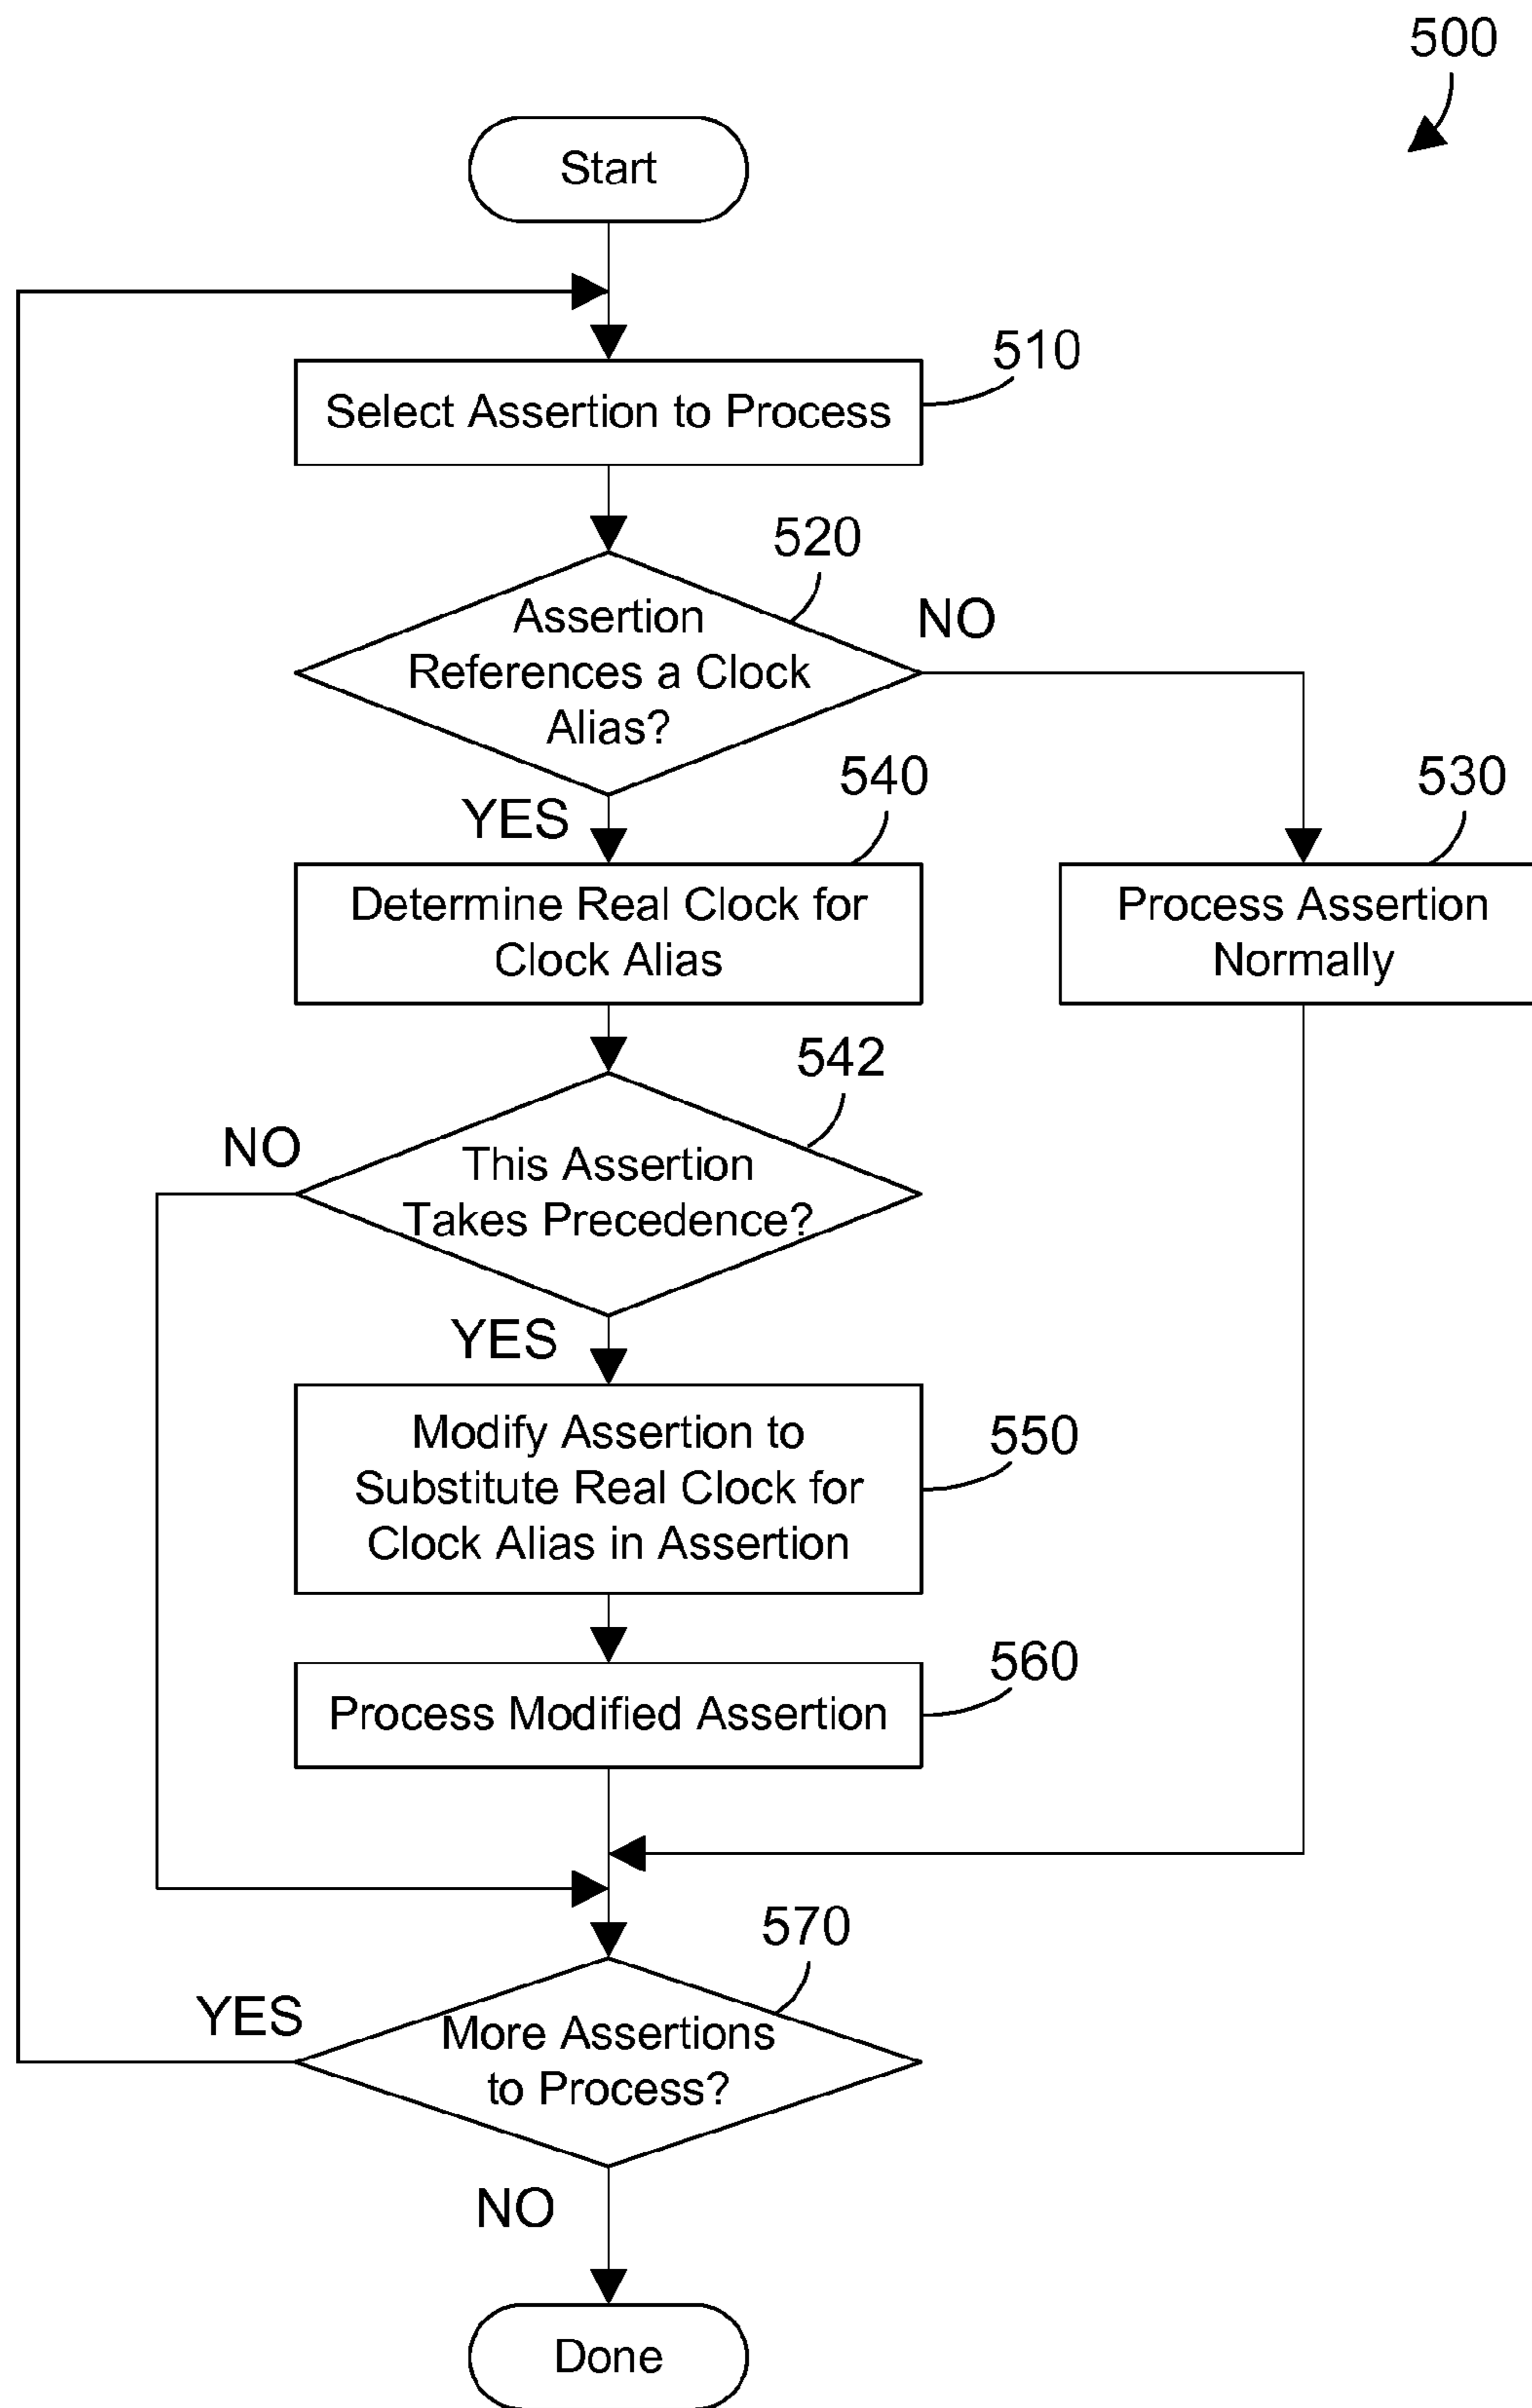 500
Start
510
Select Assertion to Process
520
Assertion
References a Clock
Alias?
NO
YES
540
530
Determine Real Clock for
Clock Alias
Process Assertion
Normally
542
NO
This Assertion
Takes Precedence?
YES
Modify Assertion to
Substitute Real Clock for
Clock Alias in Assertion
550
560
Process Modified Assertion
570
YES
More Assertions
to Process?
NO
Done